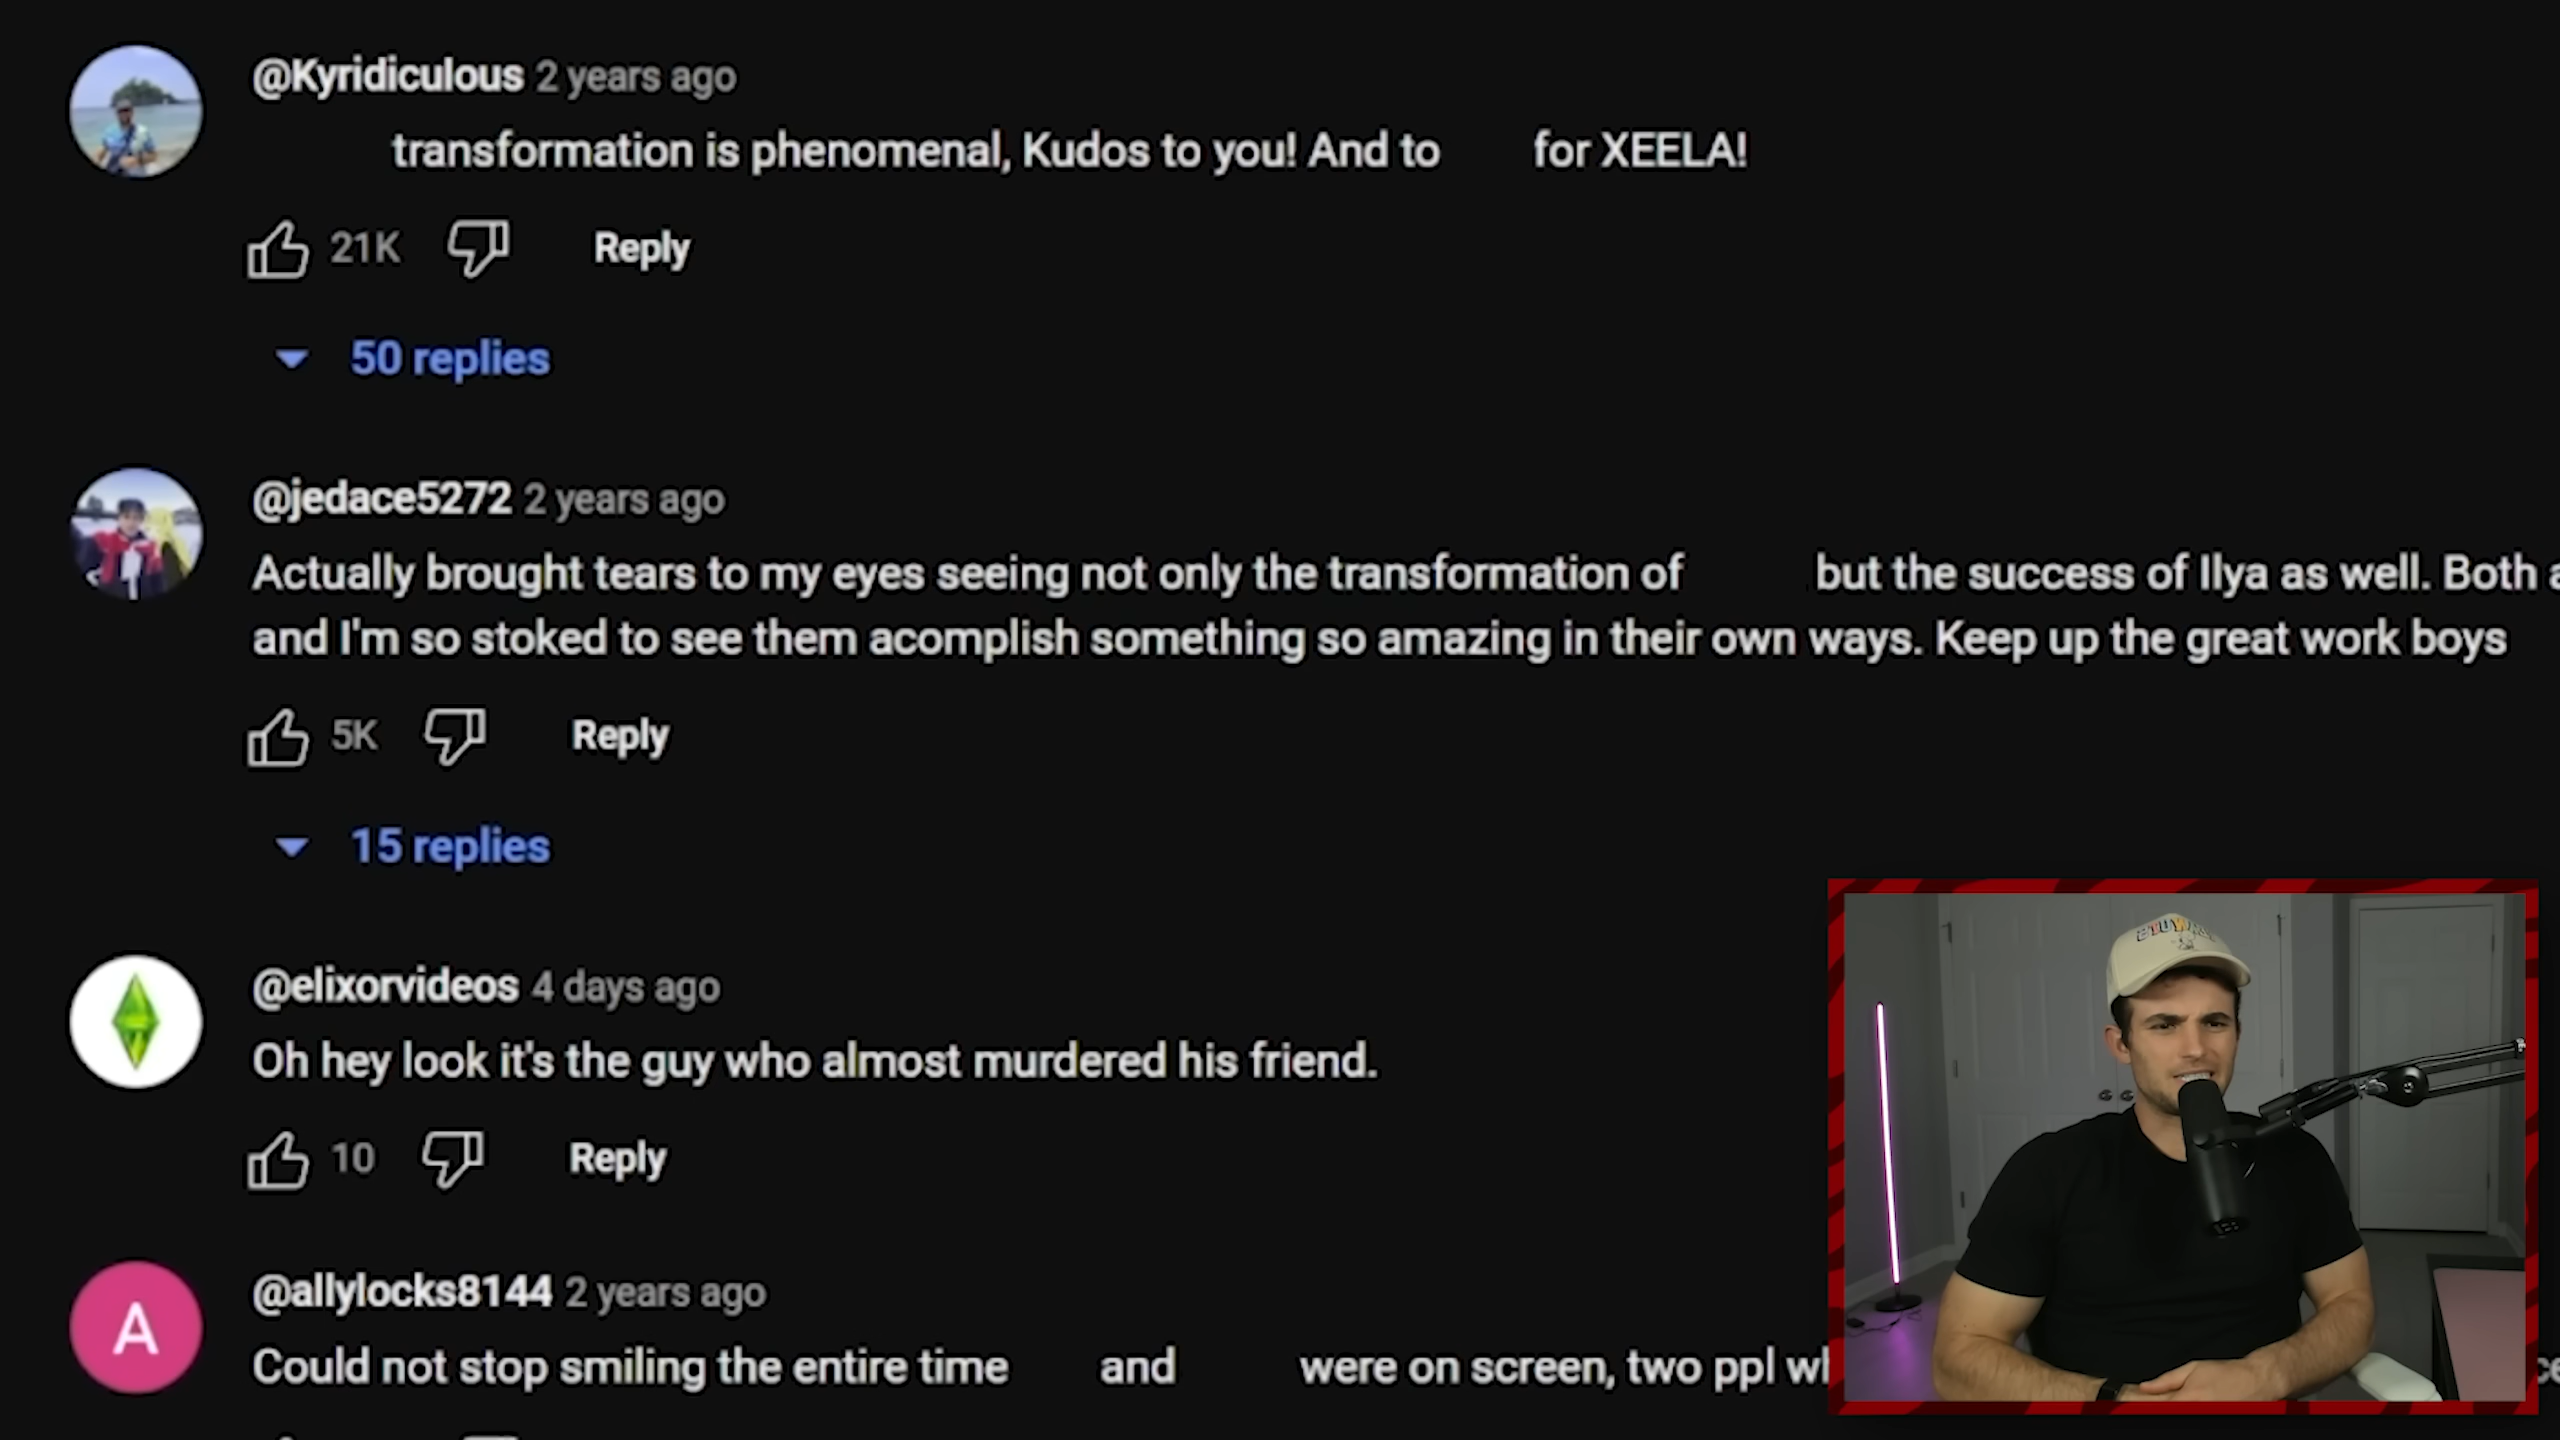 @Kyridiculous 2 years ago
transformation is phenomenal, Kudos to you! And to for XEELA!
21K Reply
50 replies
@jedace5272 2 years ago
Actually brought tears to my eyes seeing not only the transformation of but the success of Ilya as well. Both
and I'm so stoked to see them acomplish something so amazing in their own ways. Keep up the great work boys
5K Reply
15 replies
@elixorvideos 4 days ago
Oh hey look it's the guy who almost murdered his friend.
10 Reply
A
@allylocks8144 2 years ago
Could not stop smiling the entire time and were on screen, two ppl